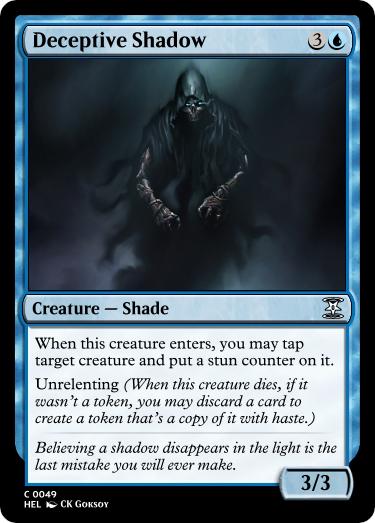 Deceptive Shadow 3
Creature — Shade
When this creature enters, you may tap
target creature and put a stun counter on it.
Unrelenting (When this creature dies, if it
wasn't a token, you may discard a card to
create a token that's a copy of it with haste.)
Believing a shadow disappears in the light is the
last mistake you will ever make.
3/3
C 0049
HEL CK Goksoy